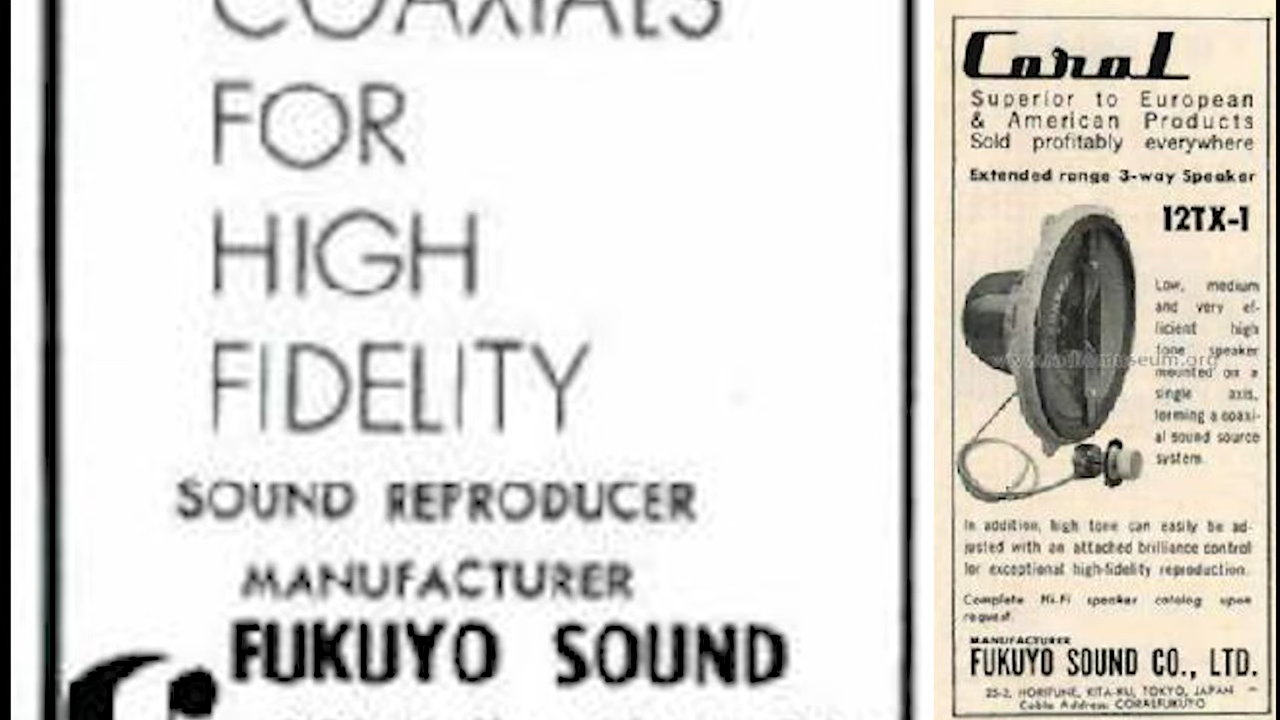 COAXIALS
FOR
HIGH
FIDELITY
SOUND REPRODUCER
MANUFACTURER
FUKUYO SOUND
Coral
Superior to European
& American Products
Sold profitably everywhere
Extended range 3-way Speaker
12TX-1
Low, medium
and very ef-
ficient high
tone speaker
mounted on a
single axis,
forming a coaxi-
al sound source
system.
www.radiomuseum.org
In addition, high tone can easily be ad-
justed with an attached brilliance control
for exceptional high-fidelity reproduction.
Complete Hi-Fi speaker catalog upon
request.
MANUFACTURER
FUKUYO SOUND CO., LTD.
25-2, HORIFUNE, KITA-KU, TOKYO, JAPAN
Cable Address: CORALFUKUYO